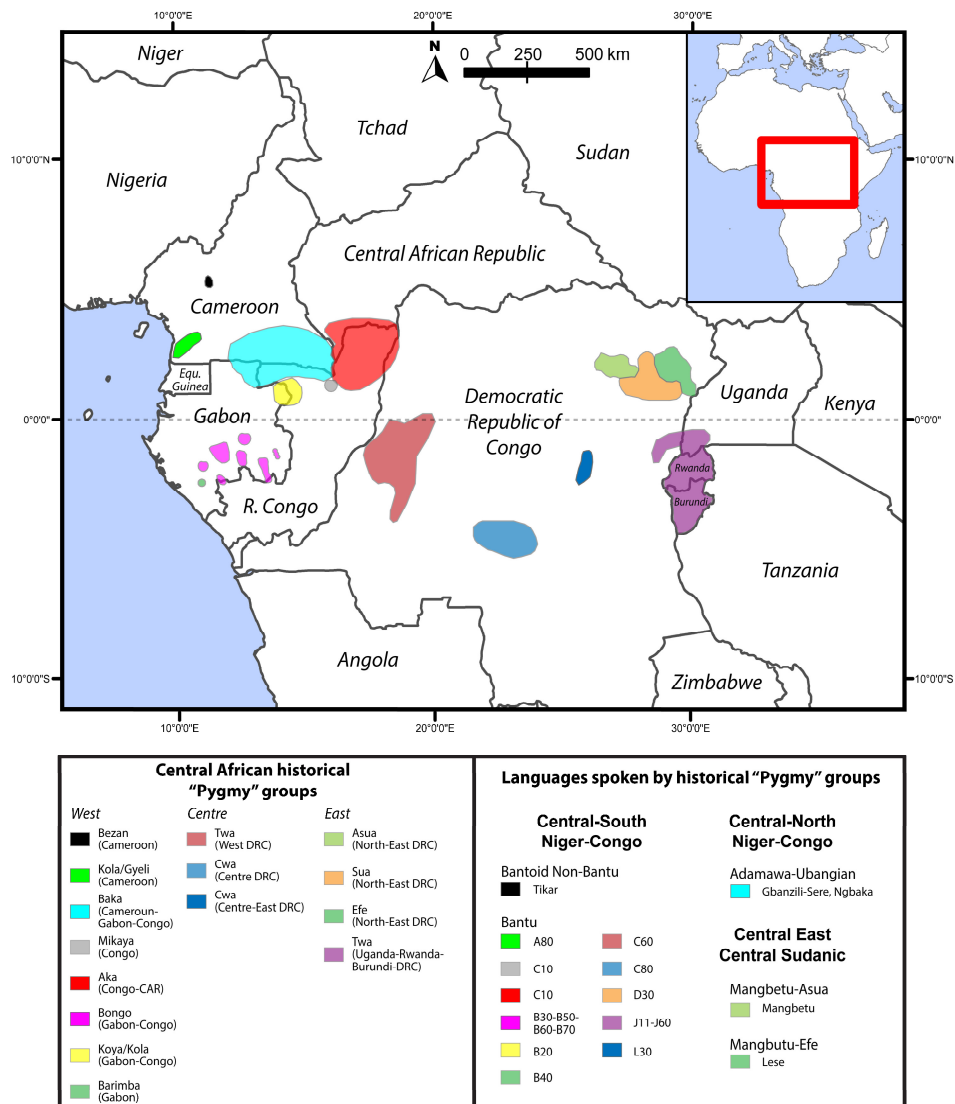 10°0'0"E
20°0'0"E
30°0'0"E
Niger
N
0
250
500 km
Tchad
Sudan
10°0'0"N
10°0'0"N
Nigeria
Central African Republic
Cameroon
Equ.
Guinea
Uganda
Democratic
Republic of
Congo
Kenya
Gabon
0°0'0"
0°0'0"
Rwanda
R. Congo
Burundi
Tanzania
Angola
Zimbabwe
10°0'0"S
10°0'0"S
10°0'0"E
20°0'0"E
30°0'0"E
Central African historical
“Pygmy” groups
West
Bezan
(Cameroon)
Kola/Gyeli
(Cameroon)
Baka
(Cameroun-
Gabon-Congo)
Mikaya
(Congo)
Aka
(Congo-CAR)
Bongo
(Gabon-Congo)
Koya/Kola
(Gabon-Congo)
Barimba
(Gabon)
Centre
Twa
(West DRC)
Cwa
(Centre DRC)
Cwa
(Centre-East DRC)
East
Asua
(North-East DRC)
Sua
(North-East DRC)
Efe
(North-East DRC)
Twa
(Uganda-Rwanda-
Burundi-DRC)
Languages spoken by historical “Pygmy” groups
Central-South
Niger-Congo
Bantoid Non-Bantu
Tikar
Bantu
A80
C10
C10
B30-B50-
B60-B70
B20
B40
C60
C80
D30
J11-J60
L30
Central-North
Niger-Congo
Adamawa-Ubangian
Gbanzili-Sere, Ngbaka
Central East
Central Sudanic
Mangbetu-Asua
Mangbetu
Mangbutu-Efe
Lese